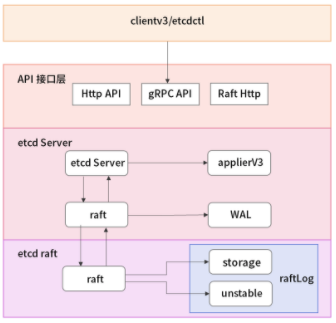 clientv3/etcdctl
API 接口层
Http API
gRPC API
Raft Http
etcd Server
etcd Server
applierV3
raft
WAL
etcd raft
raft
storage
raftLog
unstable